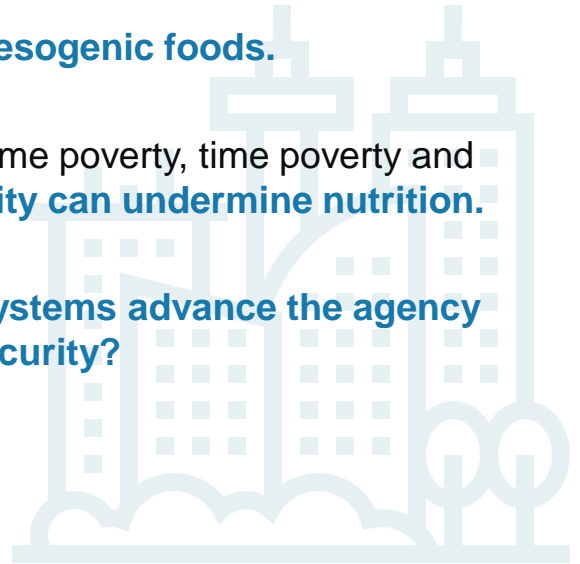 esogenic foods.
me poverty, time poverty and
ity can undermine nutrition.
ystems advance the agency
curity?